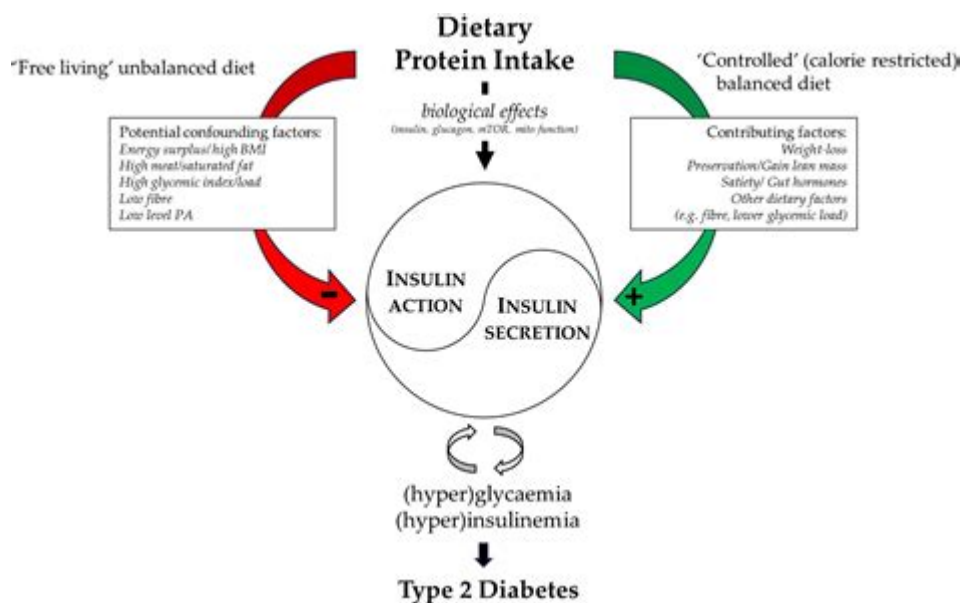 Dietary
Protein Intake
'Free living' unbalanced diet
'Controlled' (calorie restricted)
balanced diet
biological effects
(insulin, glucagon, mTOR, mito function)
Potential confounding factors:
Energy surplus/high BMI
High meat/saturated fat
High glycemic index/load
Low fibre
Low level PA
Contributing factors:
Weight-loss
Preservation/Gain lean mass
Satiety/ Gut hormones
Other dietary factors
(e.g. fibre, lower glycemic load)
-
+
INSULIN
ACTION
INSULIN
SECRETION
(hyper)glycaemia
(hyper)insulinemia
Type 2 Diabetes